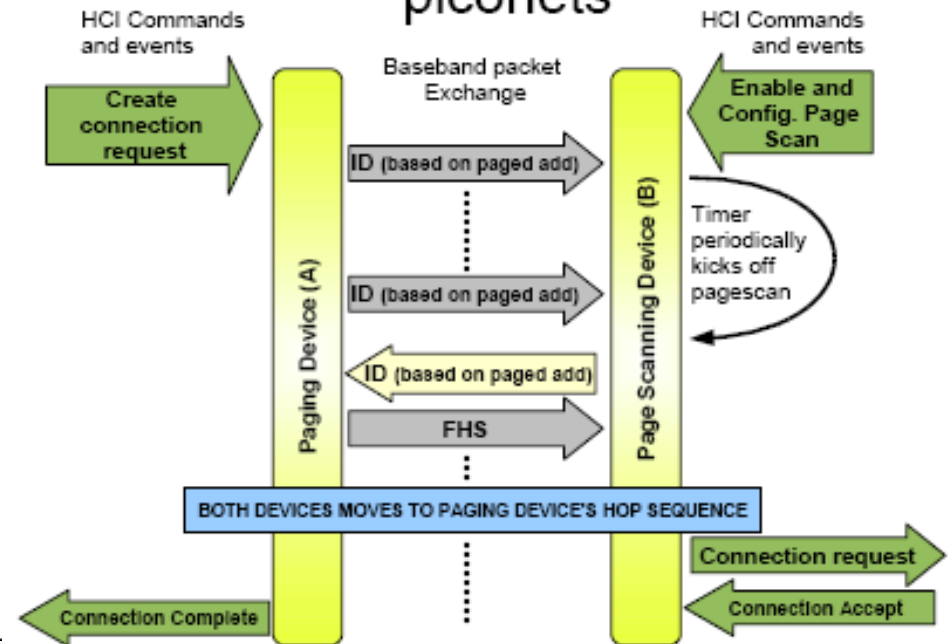 piconets
HCI Commands
and events
HCI Commands
and events
Baseband packet
Exchange
Create
connection
request
Enable and
Config. Page
Scan
ID (based on paged add)
Timer
periodically
kicks off
pagescan
Paging Device (A)
Page Scanning Device (B)
ID (based on paged add)
ID (based on paged add)
FHS
BOTH DEVICES MOVES TO PAGING DEVICE'S HOP SEQUENCE
Connection request
Connection Accept
Connection Complete